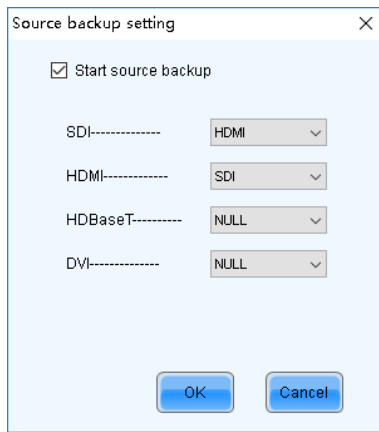 Source backup setting
Start source backup
SDI-------------- HDMI
HDMI------------- SDI
HDBaseT---------- NULL
DVI-------------- NULL
OK Cancel